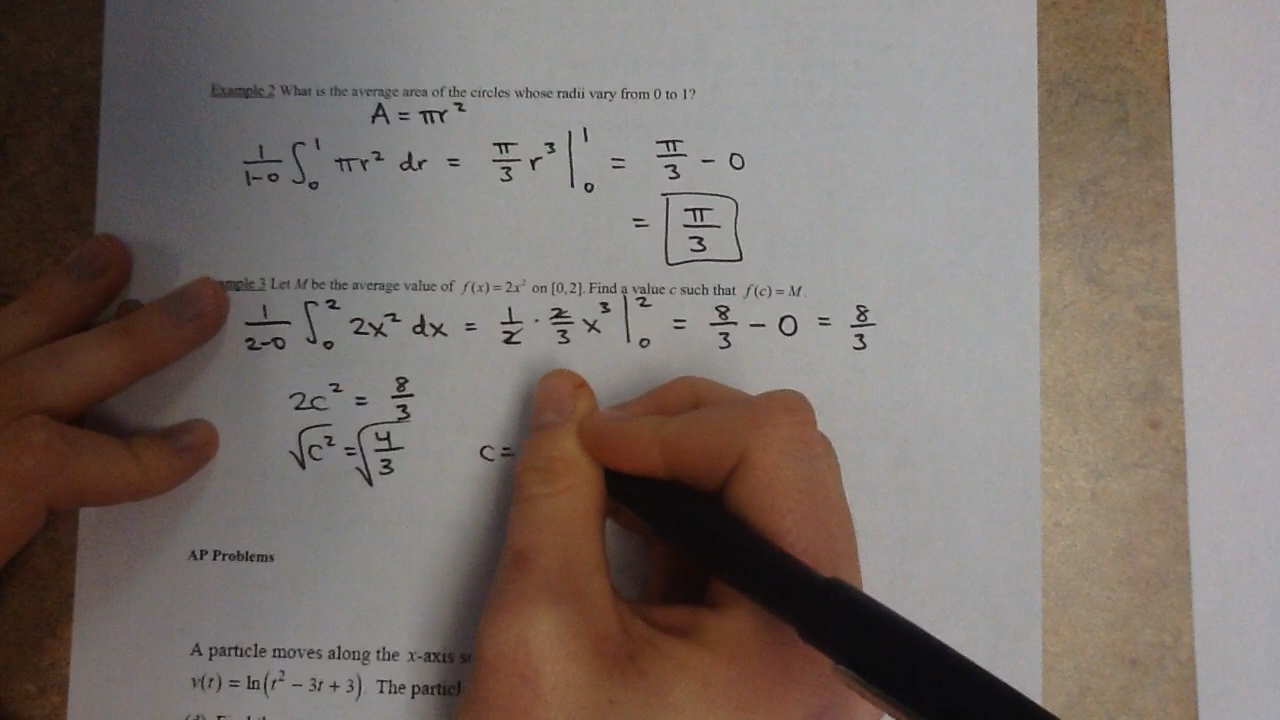 Example 2 What is the average area of the circles whose radii vary from 0 to 1?
A = πr²
1/(1-0) ∫₀¹ πr² dr = π/3 r³ |₀¹ = π/3 - 0
= π/3
Let M be the average value of f(x) = 2x² on [0, 2]. Find a value c such that f(c) = M.
1/(2-0) ∫₀² 2x² dx = 1/2 · 2/3 x³ |₀² = 8/3 - 0 = 8/3
2c² = 8/3
√c² = √4/3 c =
AP Problems
A particle moves along the x-axis
v(t) = ln(t² - 3t + 3). The